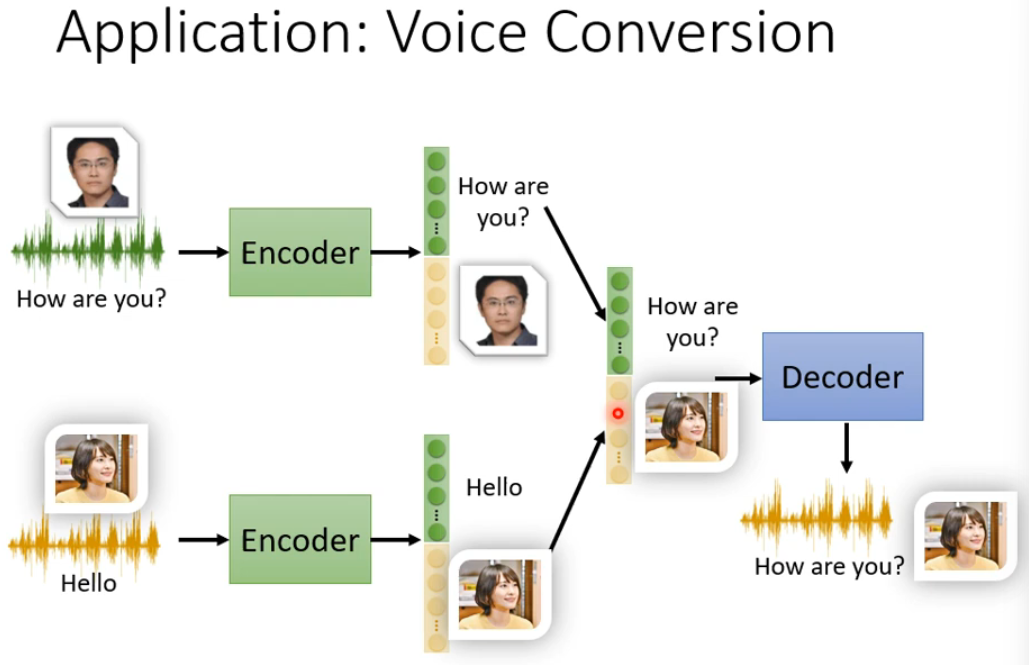 Application: Voice Conversion
How are you?
Encoder
How are
you?
Hello
Encoder
Hello
How are
you?
Decoder
How are you?